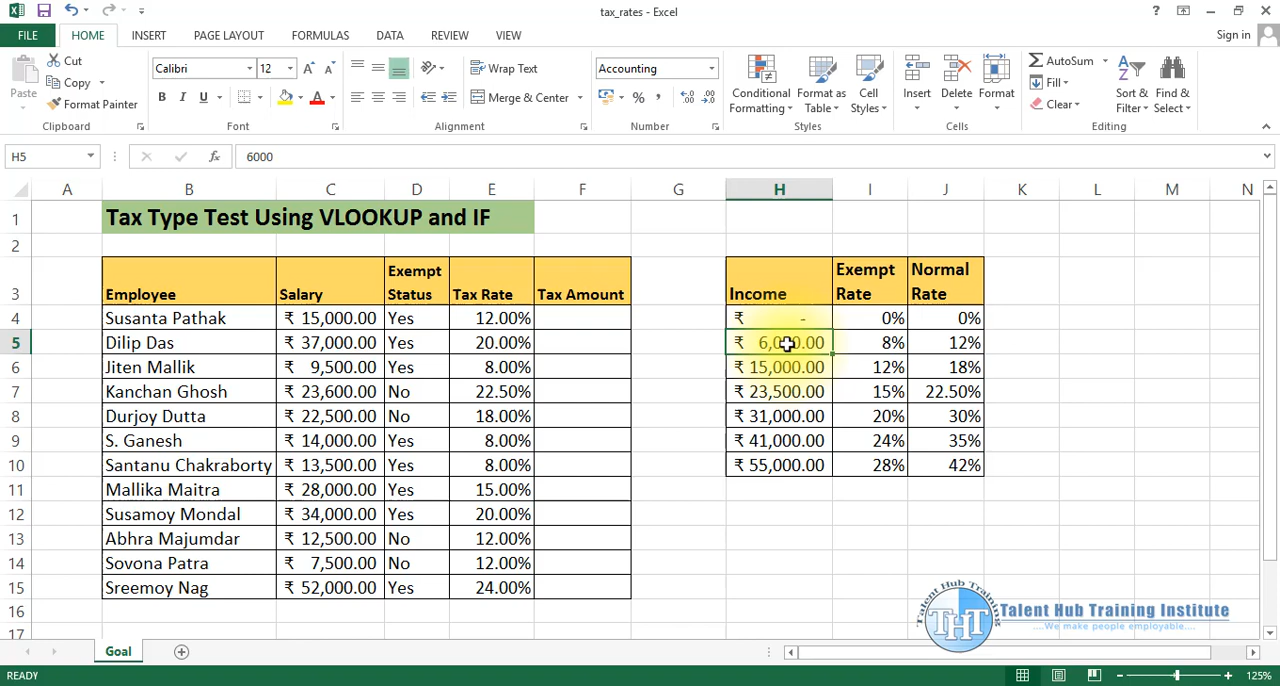 tax_rates - Excel
?
FILE HOME INSERT PAGE LAYOUT FORMULAS DATA REVIEW VIEW Sign in
Paste Cut Copy Format Painter
Calibri 12
B I U A
Wrap Text
Merge & Center
Accounting
%
Conditional Formatting Format as Table Cell Styles
Insert Delete Format
AutoSum Fill Clear
Sort & Filter Find & Select
Clipboard Font Alignment Number Styles Cells Editing
H5 fx 6000
A B C D E F G H I J K L M N
1 Tax Type Test Using VLOOKUP and IF
2
3 Employee Salary Exempt Status Tax Rate Tax Amount Income Exempt Rate Normal Rate
4 Susanta Pathak ₹ 15,000.00 Yes 12.00% ₹ - 0% 0%
5 Dilip Das ₹ 37,000.00 Yes 20.00% ₹ 6,000.00 8% 12%
6 Jiten Mallik ₹ 9,500.00 Yes 8.00% ₹ 15,000.00 12% 18%
7 Kanchan Ghosh ₹ 23,600.00 No 22.50% ₹ 23,500.00 15% 22.50%
8 Durjoy Dutta ₹ 22,500.00 No 18.00% ₹ 31,000.00 20% 30%
9 S. Ganesh ₹ 14,000.00 Yes 8.00% ₹ 41,000.00 24% 35%
10 Santanu Chakraborty ₹ 13,500.00 Yes 8.00% ₹ 55,000.00 28% 42%
11 Mallika Maitra ₹ 28,000.00 Yes 15.00%
12 Susamoy Mondal ₹ 34,000.00 Yes 20.00%
13 Abhra Majumdar ₹ 12,500.00 No 12.00%
14 Sovona Patra ₹ 7,500.00 No 12.00%
15 Sreemoy Nag ₹ 52,000.00 Yes 24.00%
16
17
Talent Hub Training
THT
Talent Hub Training Institute
....We make people employable....
Goal
READY 125%